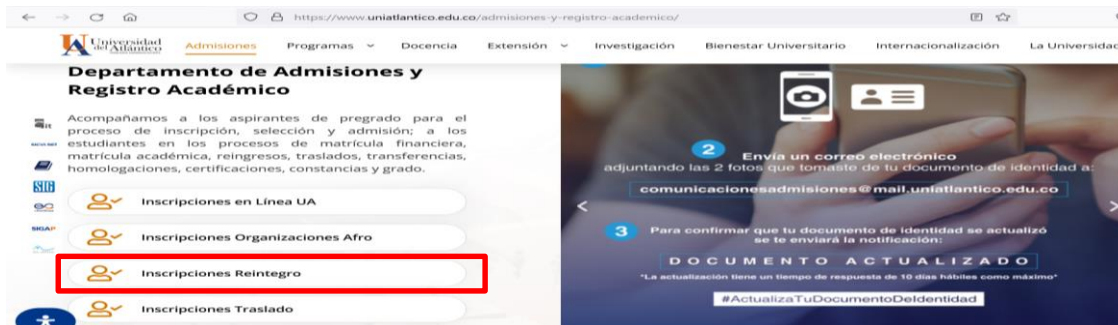 https://www.uniatlantico.edu.co/admisiones-y-registro-academico/
Universidad
del Atlántico
Admisiones
Programas
Docencia
Extensión
Investigación
Bienestar Universitario
Internacionalización
La Universidad
Departamento de Admisiones y
Registro Académico
Acompañamos a los aspirantes de pregrado para el
proceso de inscripción, selección y admisión; a los
estudiantes en los procesos de matrícula financiera,
matrícula académica, reingresos, traslados, transferencias,
homologaciones, certificaciones, constancias y grado.
SIG
SIGAP
Inscripciones en Línea UA
Inscripciones Organizaciones Afro
Inscripciones Reintegro
Inscripciones Traslado
2
Envía un correo electrónico
adjuntando las 2 fotos que tomaste de tu documento de identidad a:
comunicacionesadmisiones@mail.uniatlantico.edu.co
3
Para confirmar que tu documento de identidad se actualizó
se te enviará la notificación:
DOCUMENTO ACTUALIZADO
*La actualización tiene un tiempo de respuesta de 10 días hábiles como máximo*
#ActualizaTuDocumentoDeIdentidad